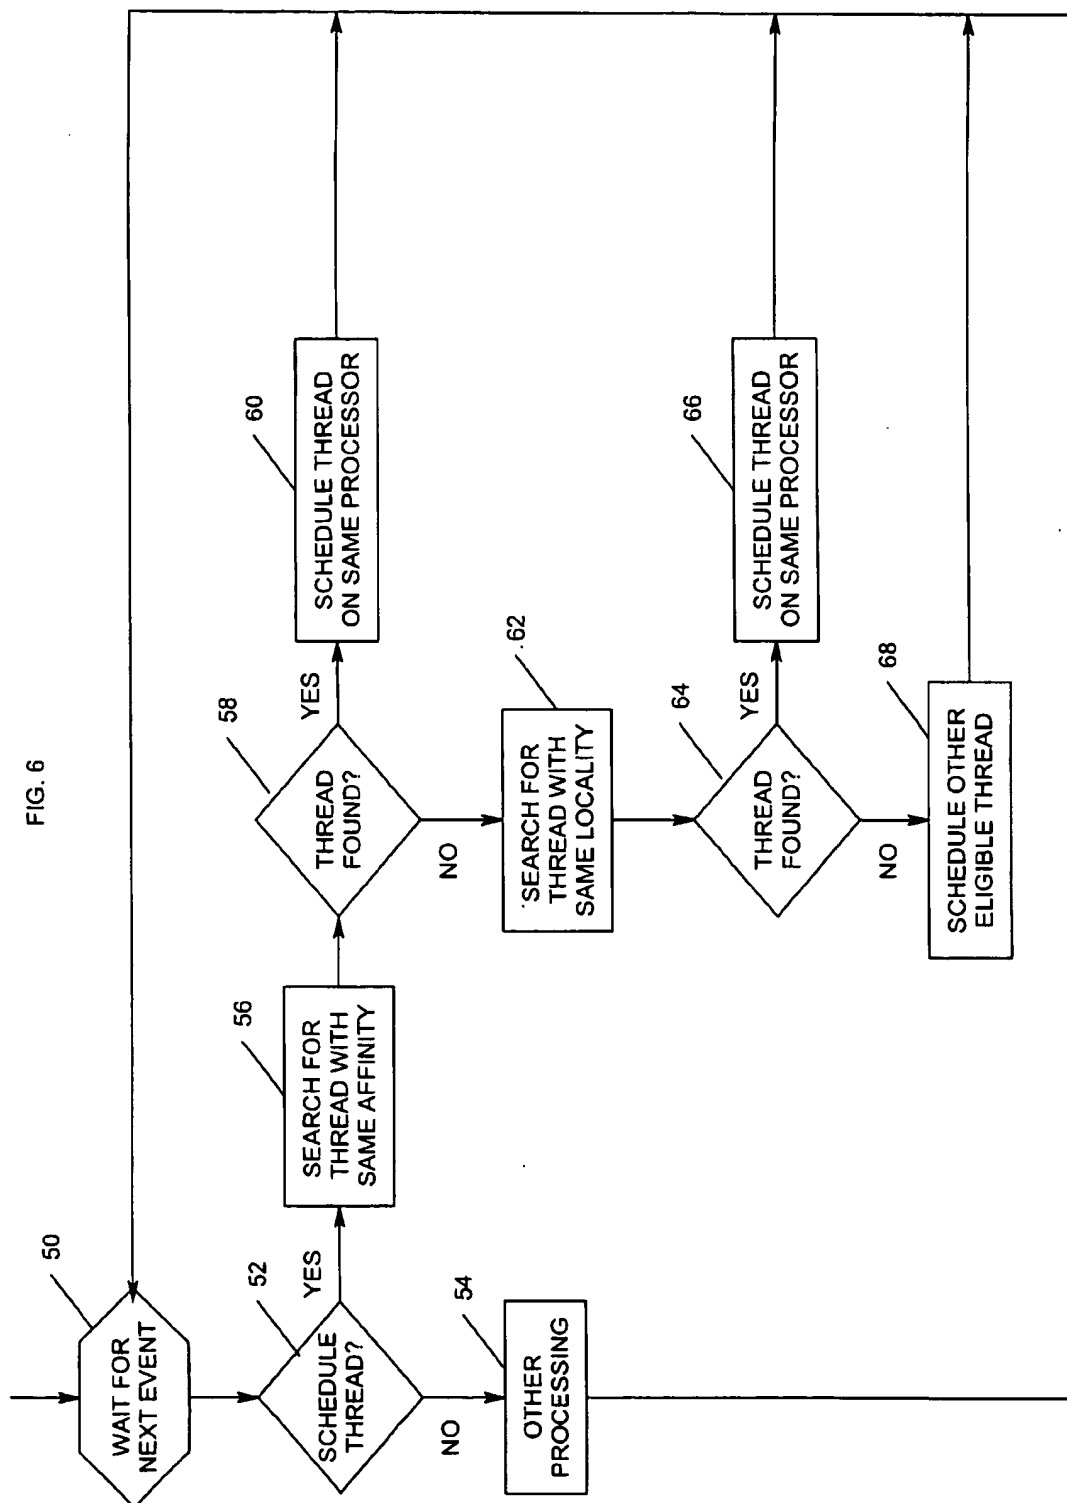 FIG. 6
50
WAIT FOR
NEXT EVENT
52
SCHEDULE
THREAD?
YES
NO
54
OTHER
PROCESSING
56
SEARCH FOR
THREAD WITH
SAME AFFINITY
58
THREAD
FOUND?
YES
NO
60
SCHEDULE THREAD
ON SAME PROCESSOR
62
SEARCH FOR
THREAD WITH
SAME LOCALITY
64
THREAD
FOUND?
YES
NO
66
SCHEDULE THREAD
ON SAME PROCESSOR
68
SCHEDULE OTHER
ELIGIBLE THREAD